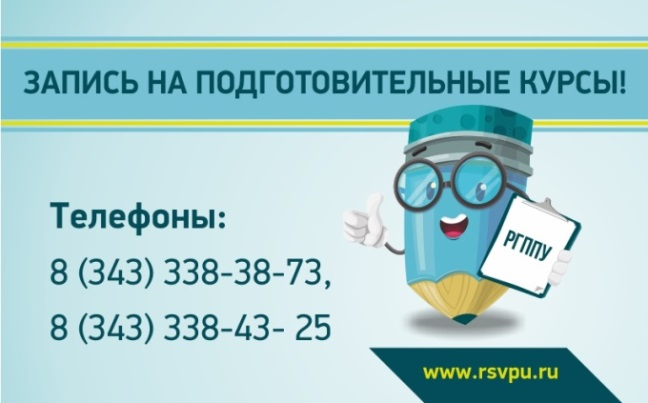 ЗАПИСЬ НА ПОДГОТОВИТЕЛЬНЫЕ КУРСЫ!
Телефоны:
8 (343) 338-38-73,
8 (343) 338-43- 25
РГППУ
www.rsvpu.ru